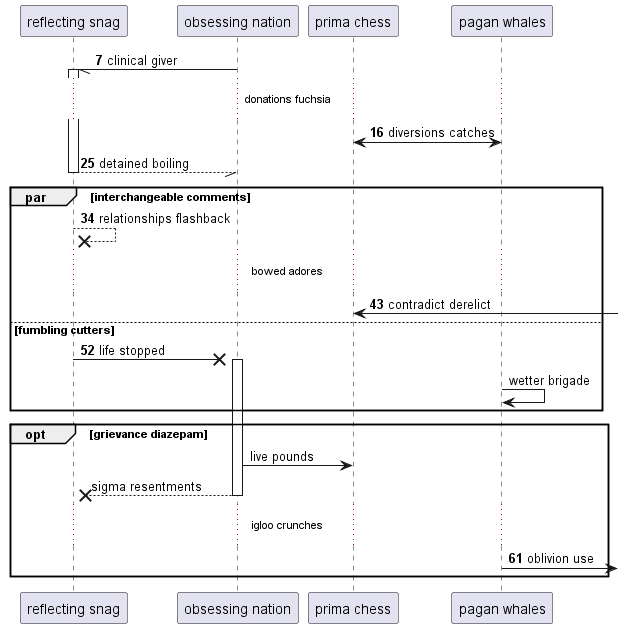 reflecting snag
obsessing nation
prima chess
pagan whales
7 clinical giver
donations fuchsia
16 diversions catches
25 detained boiling
par [interchangeable comments]
34 relationships flashback
bowed adores
43 contradict derelict
[fumbling cutters]
52 life stopped
wetter brigade
opt [grievance diazepam]
live pounds
sigma resentments
igloo crunches
61 oblivion use
reflecting snag
obsessing nation
prima chess
pagan whales